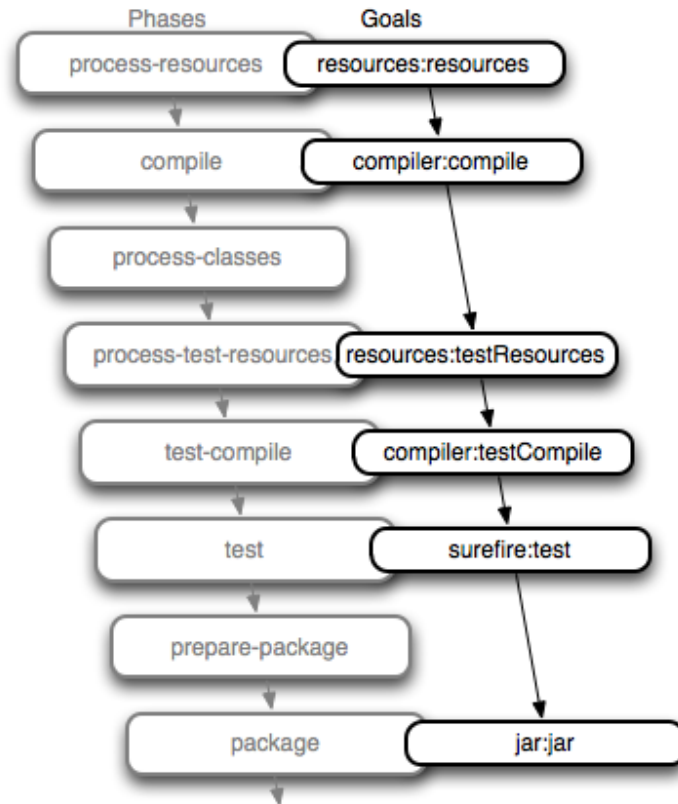 Phases Goals
process-resources resources:resources
compile compiler:compile
process-classes
process-test-resources resources:testResources
test-compile compiler:testCompile
test surefire:test
prepare-package
package jar:jar